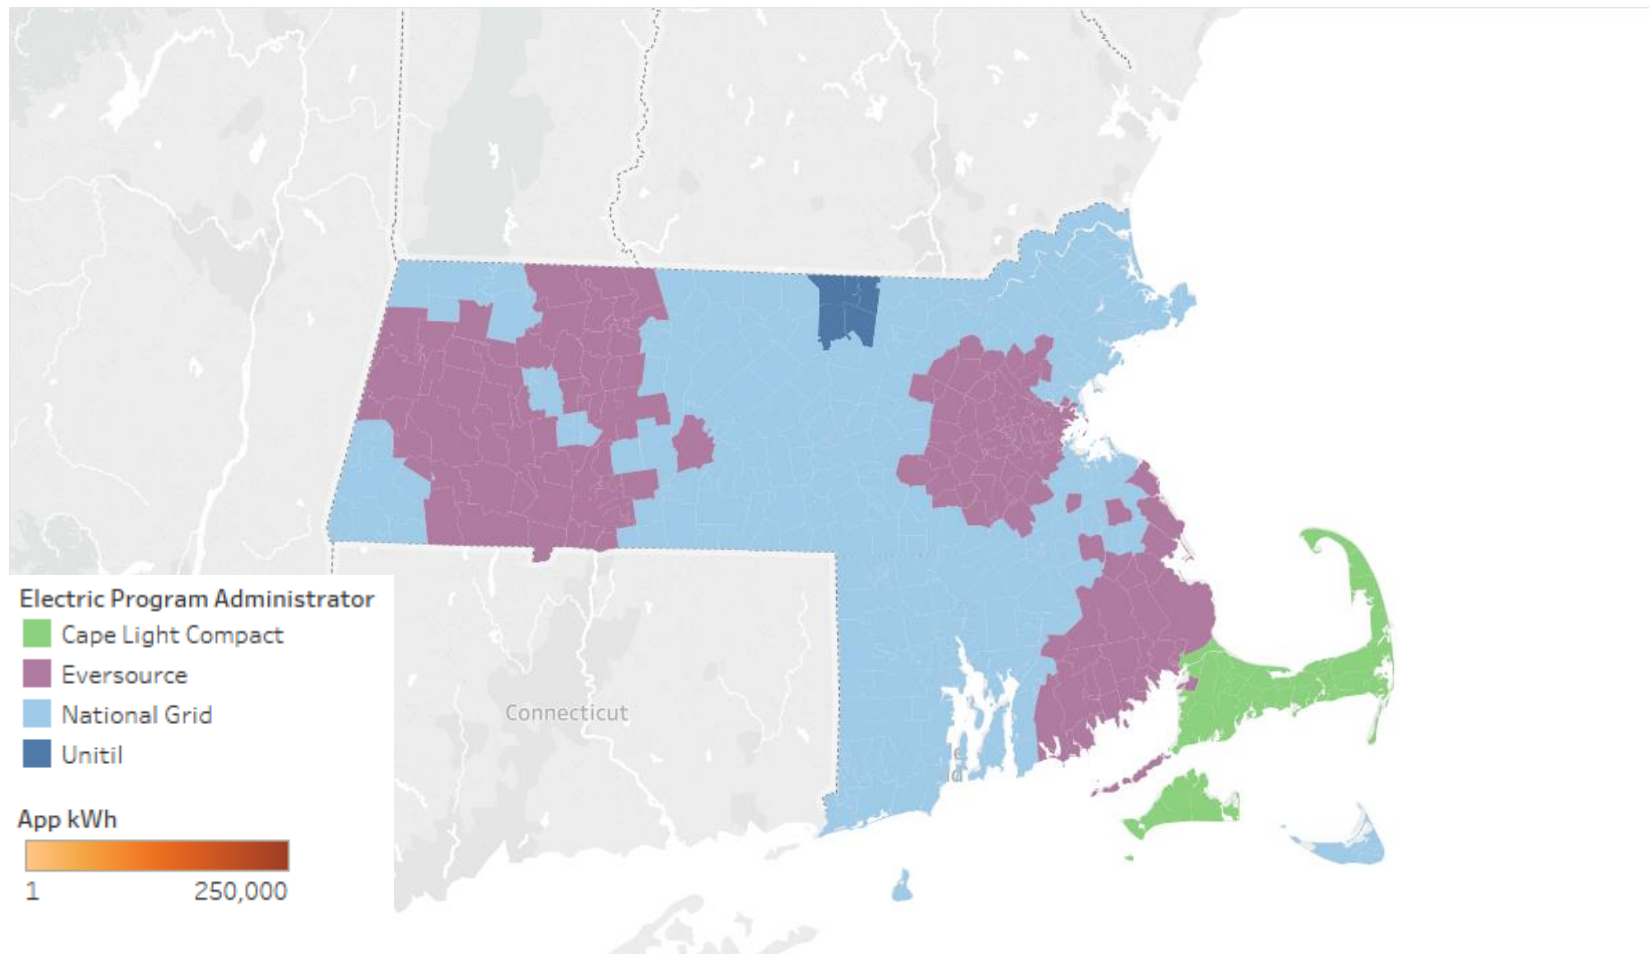 Electric Program Administrator
Cape Light Compact
Eversource
National Grid
Unitil
App kWh
1 250,000
Connecticut